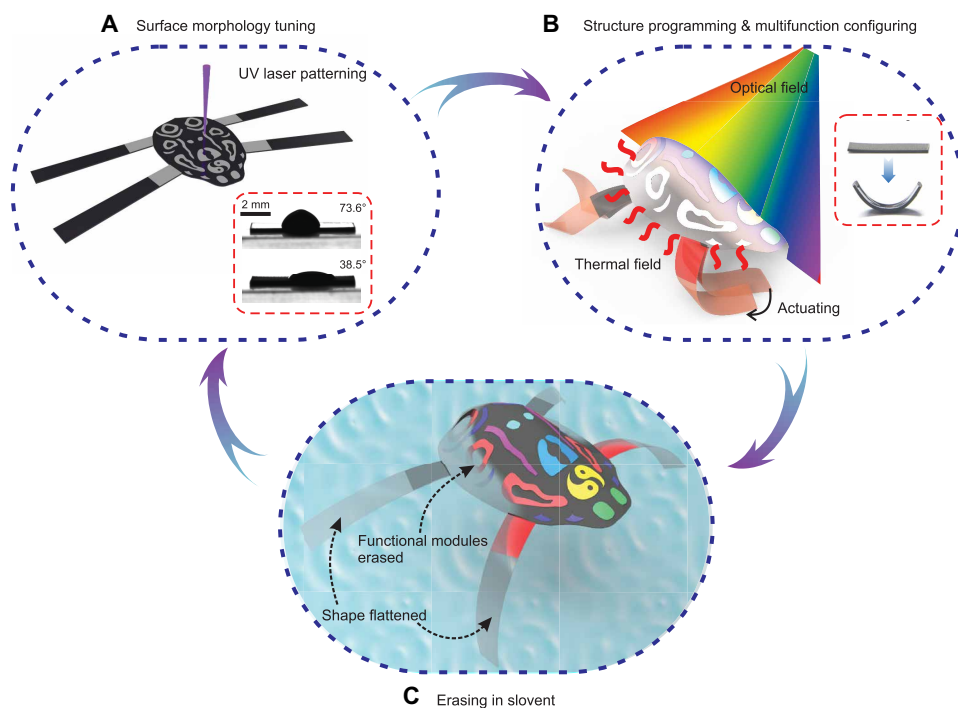 A Surface morphology tuning
UV laser patterning
2 mm
73.6°
38.5°
B Structure programming & multifunction configuring
Optical field
Thermal field
Actuating
Functional modules
erased
Shape flattened
C Erasing in slovent